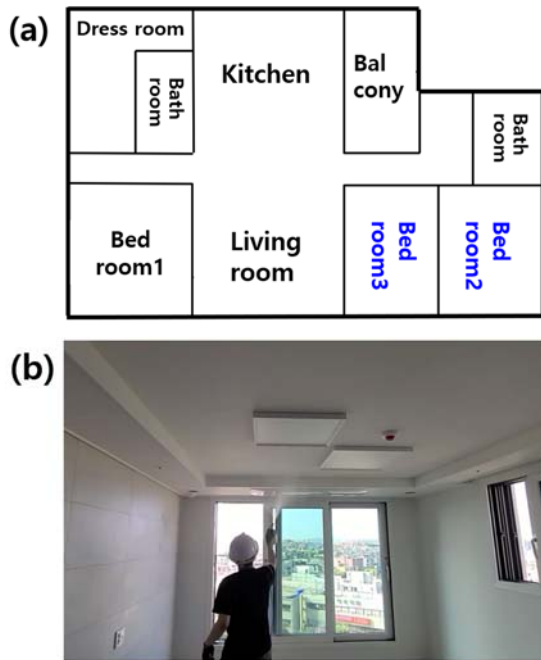 (a)
Dress room
Bath
room
Kitchen
Bal
cony
Bath
room
Bed
room1
Living
room
Bed
room3
Bed
room2
(b)